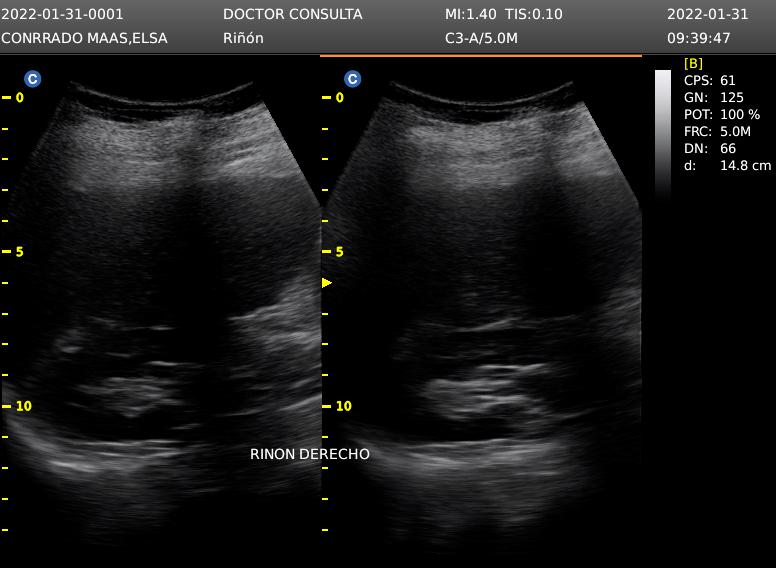 2022-01-31-0001 DOCTOR CONSULTA MI:1.40 TIS:0.10 2022-01-31
CONRRADO MAAS,ELSA Riñón C3-A/5.0M 09:39:47
[B]
C C
CPS: 61
0 0
GN: 125
POT: 100 %
FRC: 5.0M
DN: 66
d: 14.8 cm
5 5
10 10
RINON DERECHO